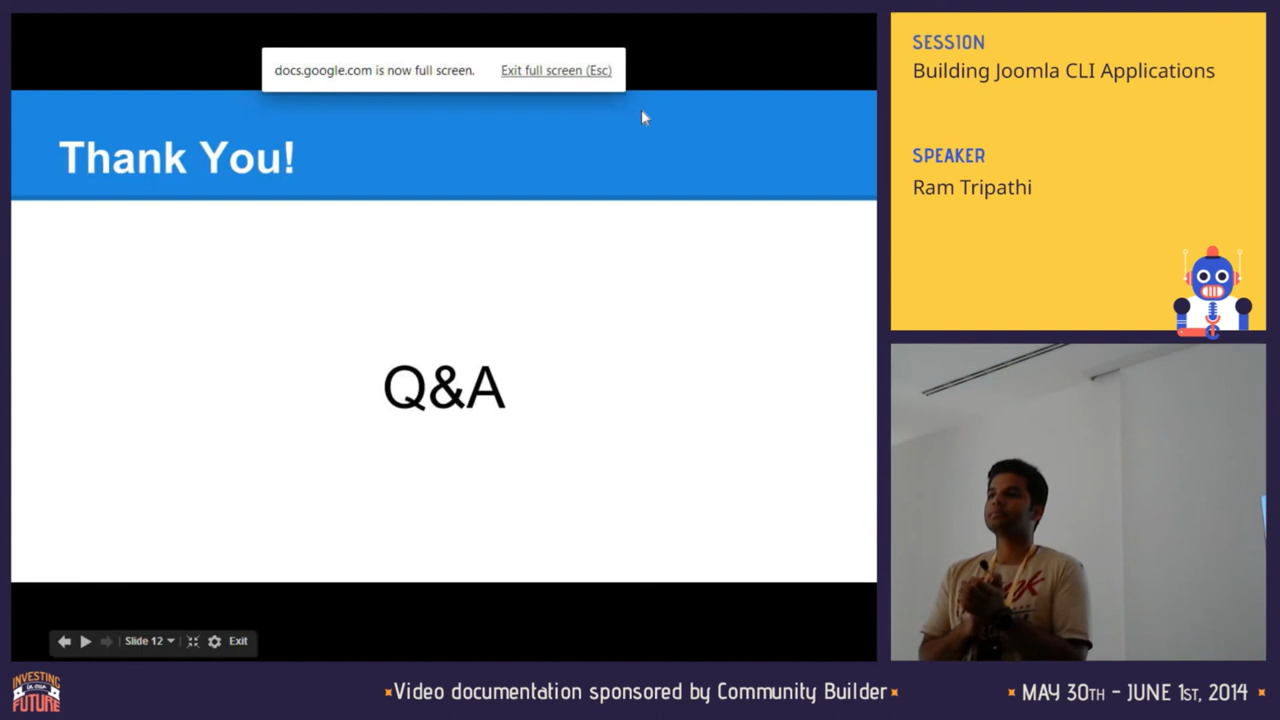 docs.google.com is now full screen. Exit full screen (Esc)
Thank You!
Q&A
Slide 12
Exit
SESSION
Building Joomla CLI Applications
SPEAKER
Ram Tripathi
INVESTING
in our
FUTURE
Video documentation sponsored by Community Builder
MAY 30TH - JUNE 1ST, 2014